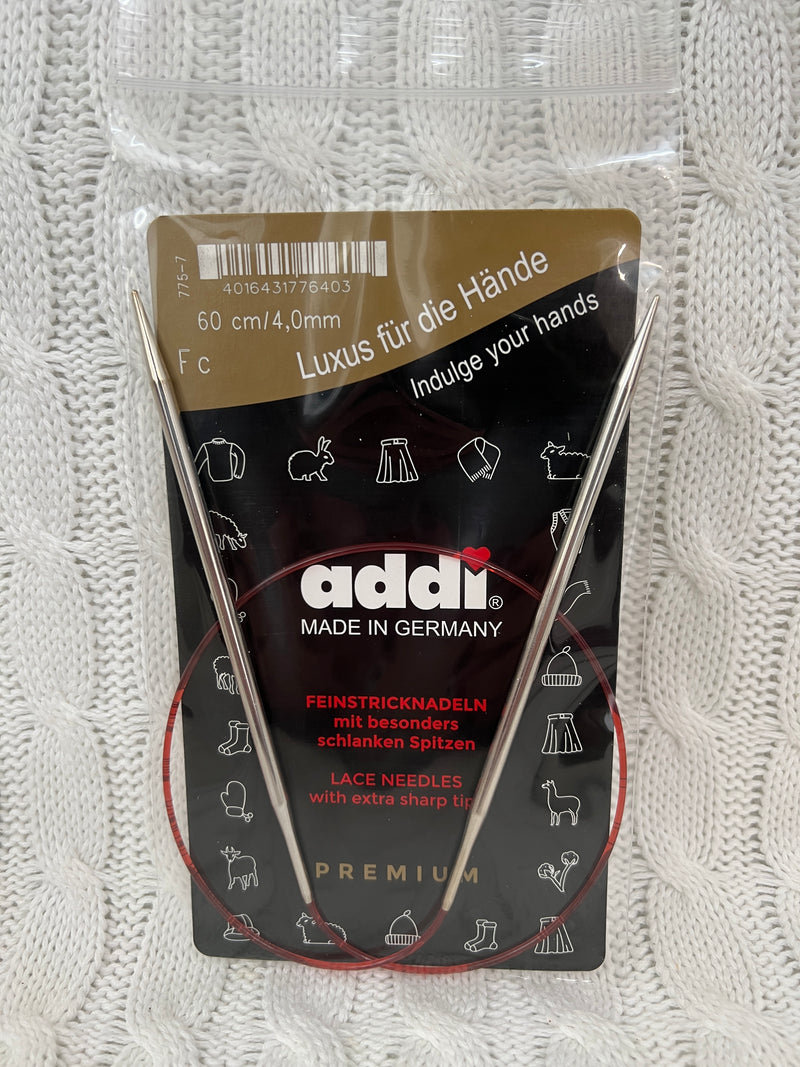 775-7
4016431776403
60 cm/4,0mm
Fc
Luxus für die Hände
Indulge your hands
addi®
MADE IN GERMANY
FEINSTRICKNADELN
mit besonders
schlanken Spitzen
LACE NEEDLES
with extra sharp tip
PREMIUM